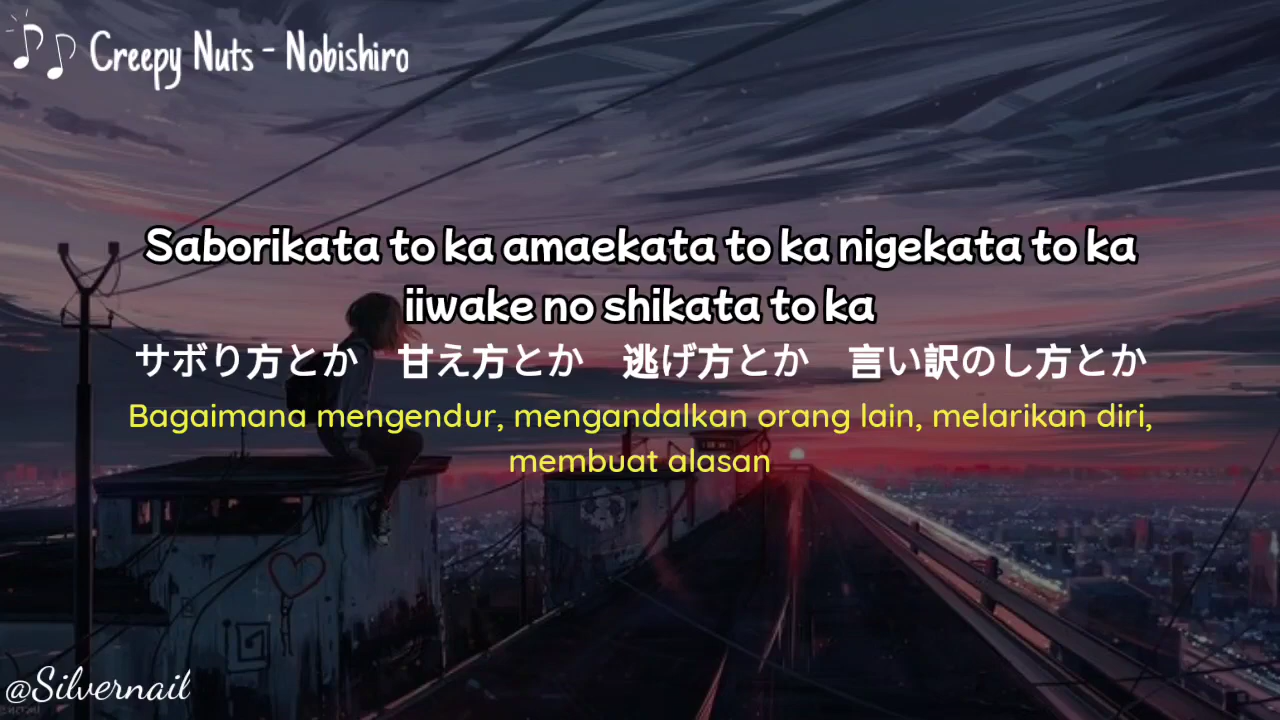 Creepy Nuts - Nobishiro
Saborikata to ka amaekata to ka nigekata to ka
iiwake no shikata to ka
サボり方とか　甘え方とか　逃げ方とか　言い訳のし方とか
Bagaimana mengendur, mengandalkan orang lain, melarikan diri,
membuat alasan
@Silvernail